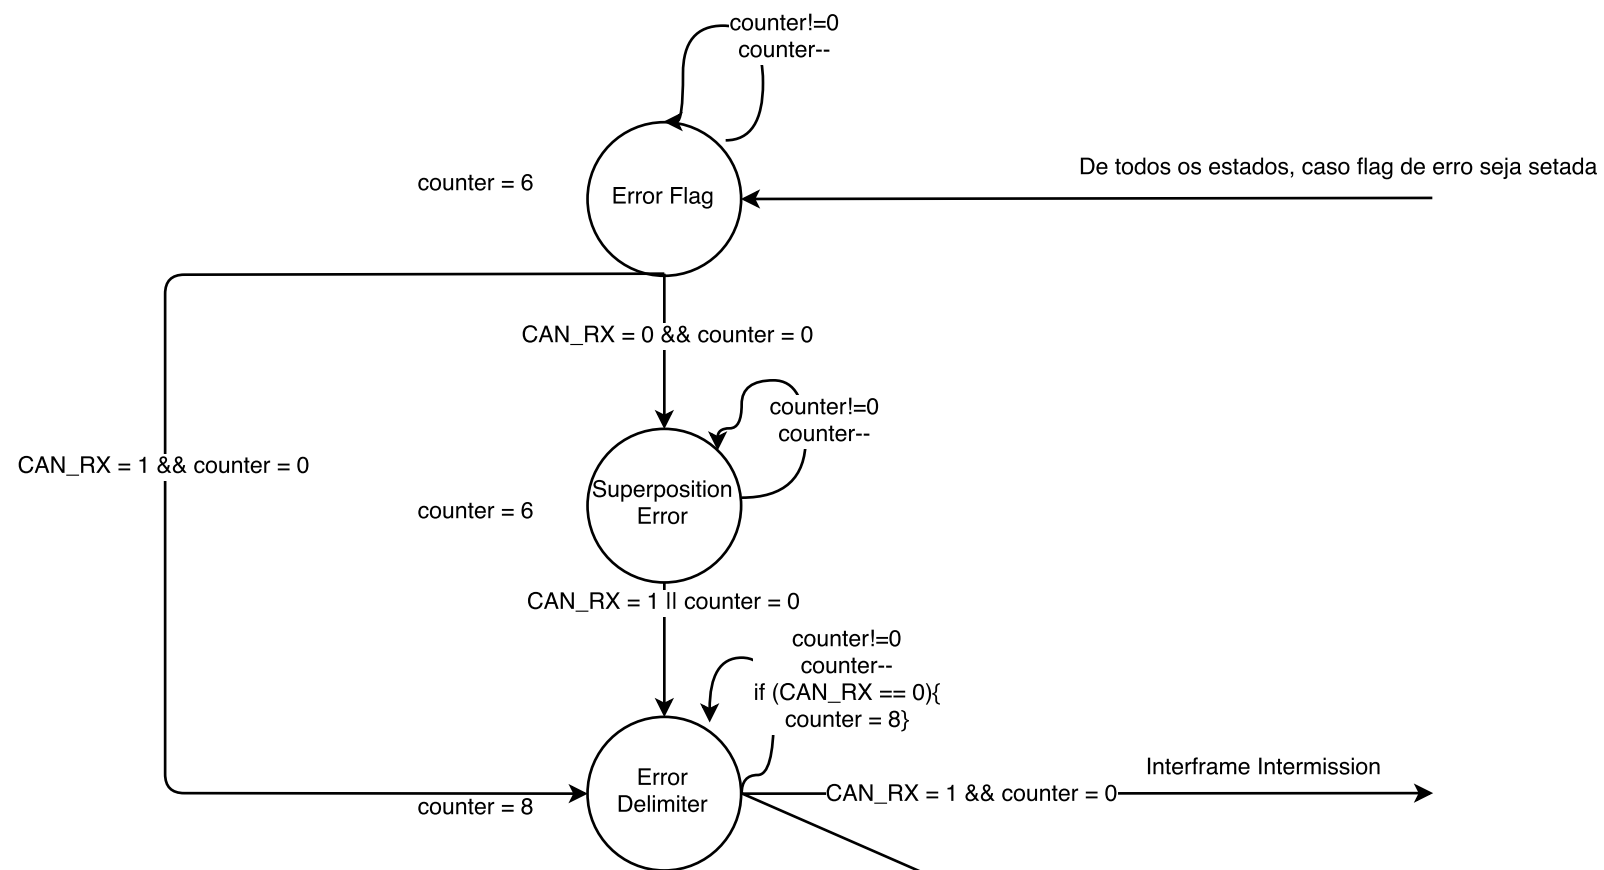 counter!=0
counter--
De todos os estados, caso flag de erro seja setada
counter = 6
Error Flag
CAN_RX = 0 && counter = 0
counter!=0
counter--
CAN_RX = 1 && counter = 0
Superposition
Error
counter = 6
CAN_RX = 1 || counter = 0
counter!=0
counter--
if (CAN_RX == 0){
counter = 8}
Error
Delimiter
Interframe Intermission
CAN_RX = 1 && counter = 0
counter = 8